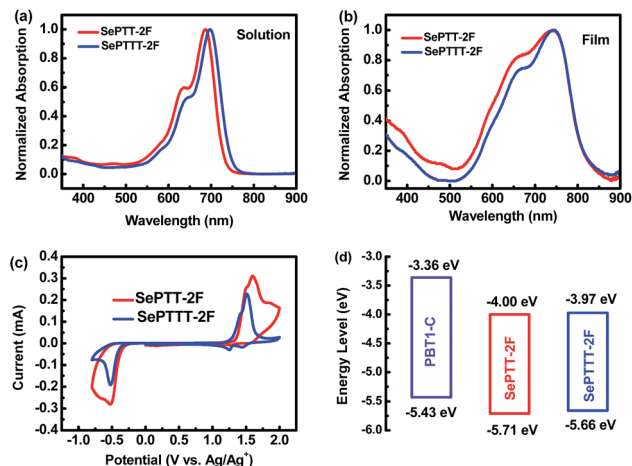 (a)
SePTT-2F
SePTTT-2F
Solution
Normalized Absorption
1.0
0.8
0.6
0.4
0.2
0.0
400 500 600 700 800 900
Wavelength (nm)
(b)
SePTT-2F
SePTTT-2F
Film
Normalized Absorption
1.0
0.8
0.6
0.4
0.2
0.0
400 500 600 700 800 900
Wavelength (nm)
(c)
SePTT-2F
SePTTT-2F
Current (mA)
0.4
0.3
0.2
0.1
0.0
-0.1
-0.2
-0.3
-0.4
-1.0 -0.5 0.0 0.5 1.0 1.5 2.0
Potential (V vs. Ag/Ag+)
(d)
Energy Level (eV)
-3.0
-3.5
-4.0
-4.5
-5.0
-5.5
-6.0
-3.36 eV
PBT1-C
-5.43 eV
-4.00 eV
SePTT-2F
-5.71 eV
-3.97 eV
SePTTT-2F
-5.66 eV